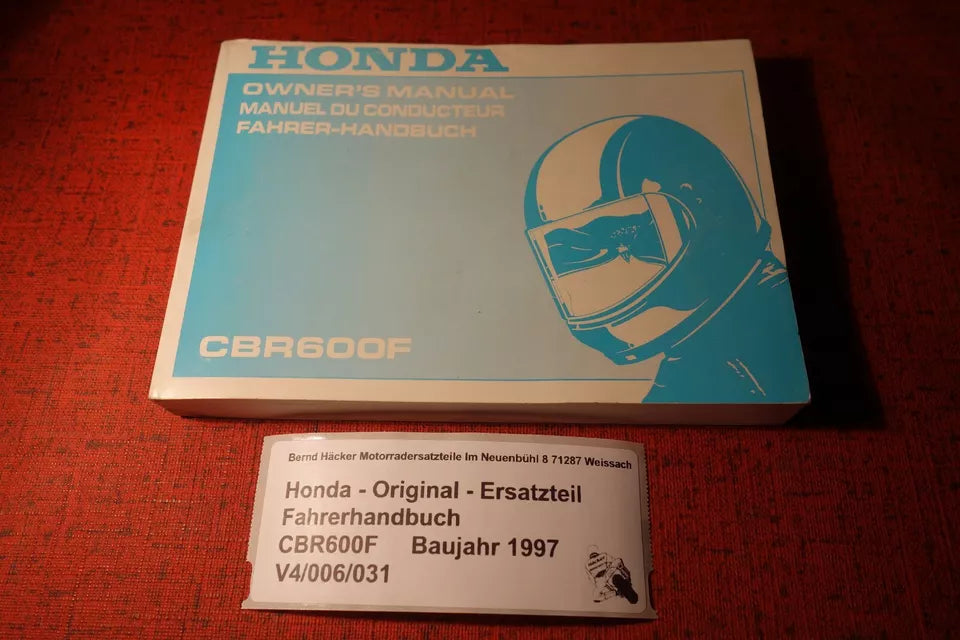 HONDA
OWNER'S MANUAL
MANUEL DU CONDUCTEUR
FAHRER-HANDBUCH
CBR600F
Bernd Häcker Motorradersatzteile Im Neuenbühl 8 71287 Weissach
Honda - Original - Ersatzteil
Fahrerhandbuch
CBR600F Baujahr 1997
V4/006/031